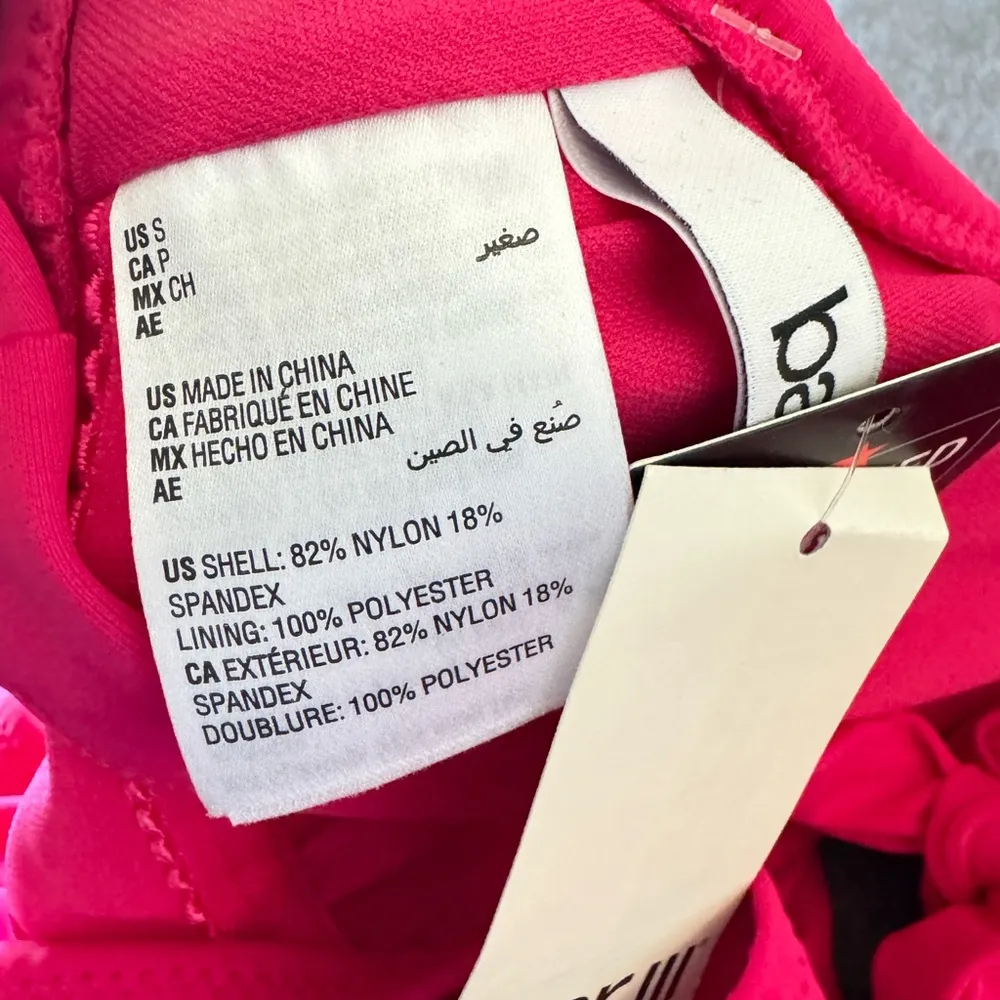 US S
CA P
MX CH
AE
صغير
US MADE IN CHINA
CA FABRIQUÉ EN CHINE
MX HECHO EN CHINA
AE
صُنع في الصين
US SHELL: 82% NYLON 18%
SPANDEX
LINING: 100% POLYESTER
CA EXTÉRIEUR: 82% NYLON 18%
SPANDEX
DOUBLURE: 100% POLYESTER